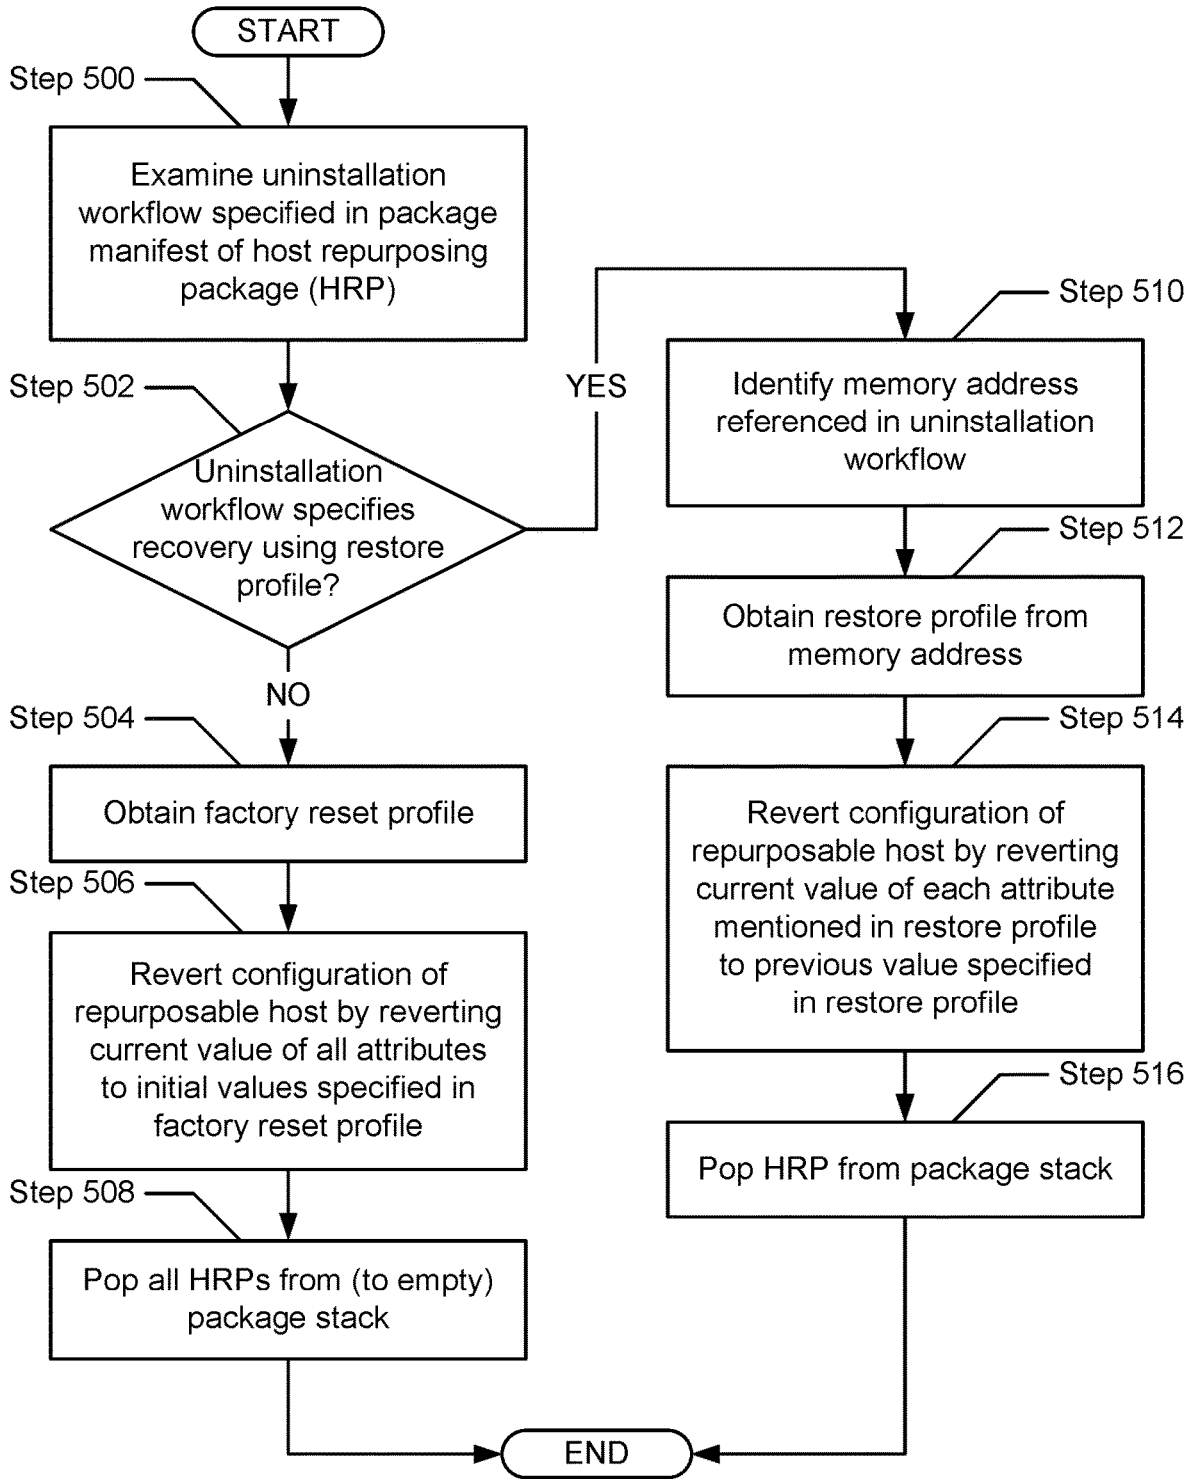 START
Step 500
Examine uninstallation
workflow specified in package
manifest of host repurposing
package (HRP)
Step 502
Uninstallation
workflow specifies
recovery using restore
profile?
NO
Step 504
Obtain factory reset profile
Step 506
Revert configuration of
repurposable host by reverting
current value of all attributes
to initial values specified in
factory reset profile
Step 508
Pop all HRPs from (to empty)
package stack
YES
Step 510
Identify memory address
referenced in uninstallation
workflow
Step 512
Obtain restore profile from
memory address
Step 514
Revert configuration of
repurposable host by reverting
current value of each attribute
mentioned in restore profile
to previous value specified
in restore profile
Step 516
Pop HRP from package stack
END